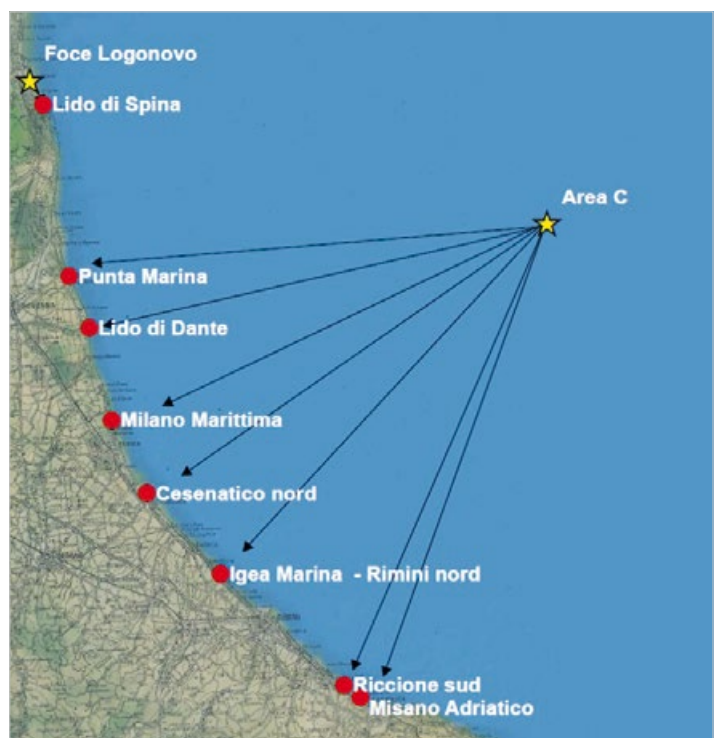 Foce Logonovo
Lido di Spina
Area C
Punta Marina
Lido di Dante
Milano Marittima
Cesenatico nord
Igea Marina - Rimini nord
Riccione sud
Misano Adriatico